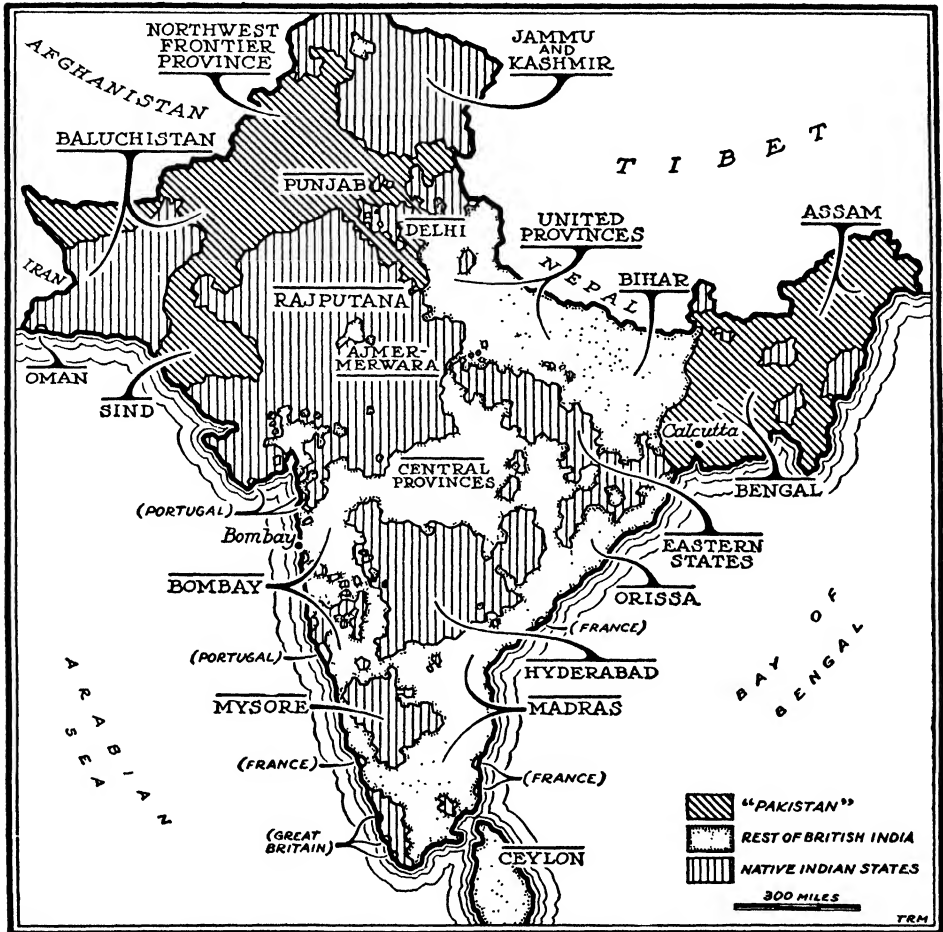 NORTHWEST
FRONTIER
PROVINCE
JAMMU
AND
KASHMIR
AFGHANISTAN
BALUCHISTAN
TIBET
PUNJAB
DELHI
UNITED
PROVINCES
ASSAM
NEPAL
BIHAR
IRAN
RAJPUTANA
AJMER-
MERWARA
OMAN
SIND
Calcutta
CENTRAL
PROVINCES
BENGAL
(PORTUGAL)
Bombay
EASTERN
STATES
BOMBAY
ORISSA
(FRANCE)
(PORTUGAL)
HYDERABAD
BAY OF
BENGAL
ARABIAN
SEA
MYSORE
MADRAS
(FRANCE)
(FRANCE)
(GREAT
BRITAIN)
CEYLON
"PAKISTAN"
REST OF BRITISH INDIA
NATIVE INDIAN STATES
300 MILES
TRM